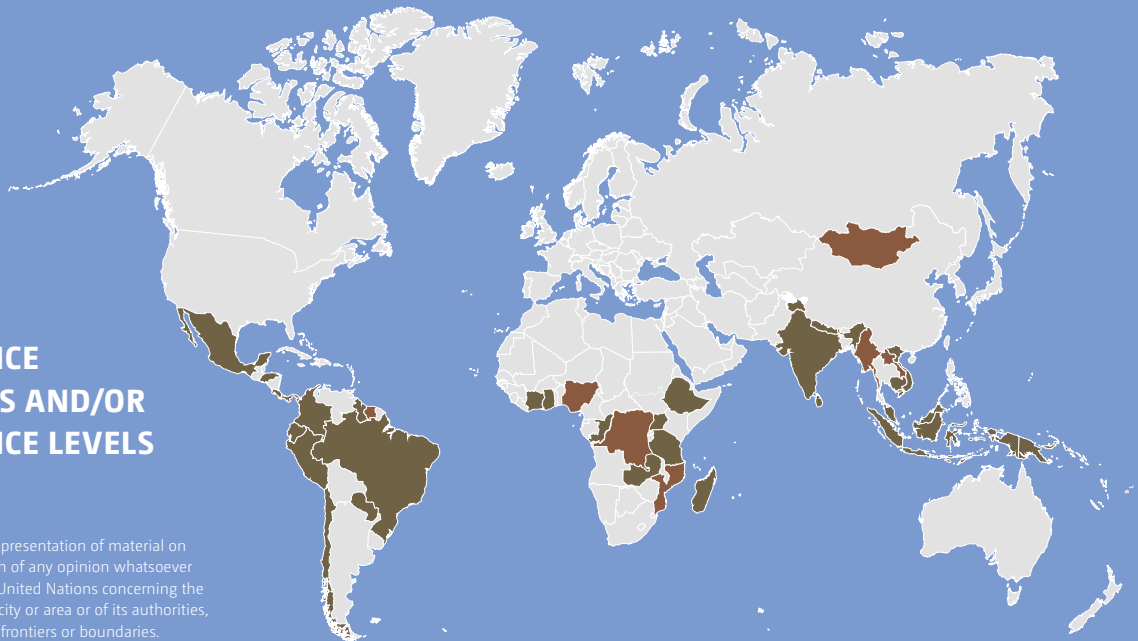 ICE
S AND/OR
ICE LEVELS
presentation of material on
n of any opinion whatsoever
United Nations concerning the
city or area or of its authorities,
frontiers or boundaries.